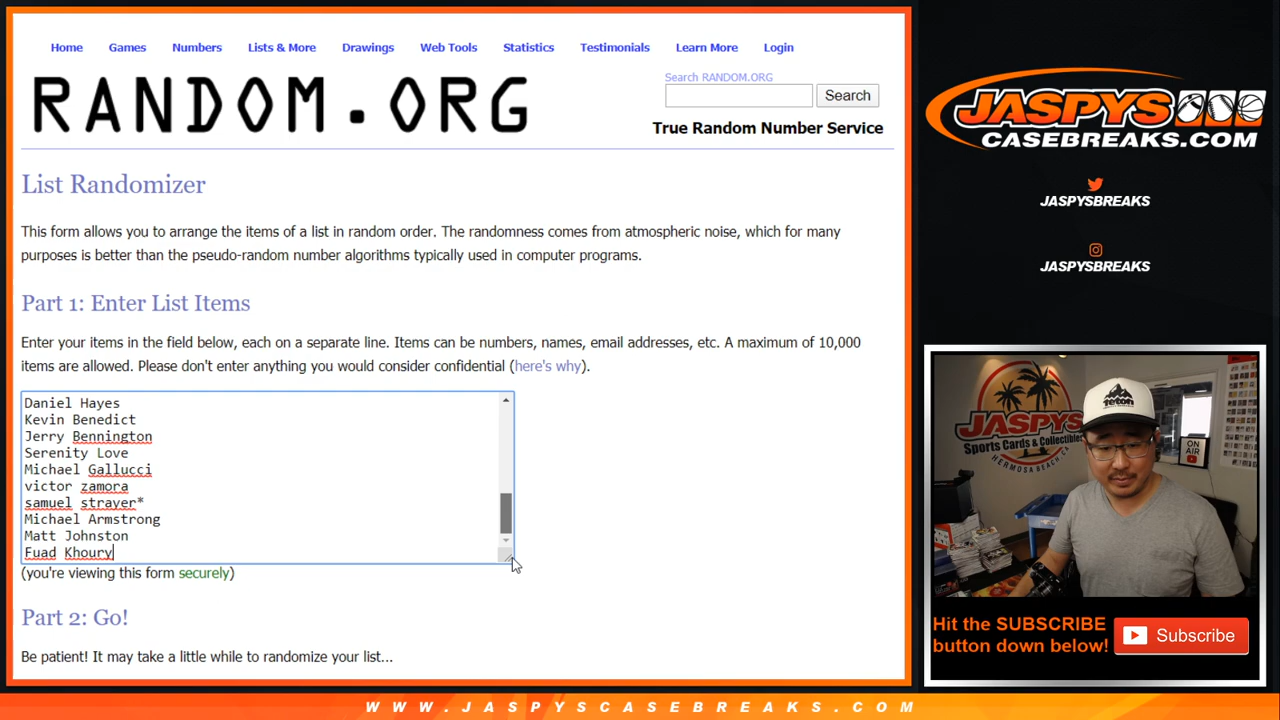 Home Games Numbers Lists & More Drawings Web Tools Statistics Testimonials Learn More Login
RANDOM.ORG
Search RANDOM.ORG
Search
True Random Number Service
List Randomizer
This form allows you to arrange the items of a list in random order. The randomness comes from atmospheric noise, which for many
purposes is better than the pseudo-random number algorithms typically used in computer programs.
Part 1: Enter List Items
Enter your items in the field below, each on a separate line. Items can be numbers, names, email addresses, etc. A maximum of 10,000
items are allowed. Please don't enter anything you would consider confidential (here's why).
Daniel Hayes
Kevin Benedict
Jerry Bennington
Serenity Love
Michael Gallucci
victor zamora
samuel strayer*
Michael Armstrong
Matt Johnston
Fuad Khoury
(you're viewing this form securely)
Part 2: Go!
Be patient! It may take a little while to randomize your list...
JASPYS
CASEBREAKS.COM
JASPYSBREAKS
JASPYSBREAKS
JASPYS
Sports Cards & Collectibles
HERMOSA BEACH, CA
Teton
ON
AIR
Hit the SUBSCRIBE
button down below!
Subscribe
WWW.JASPYSCASEBREAKS.COM